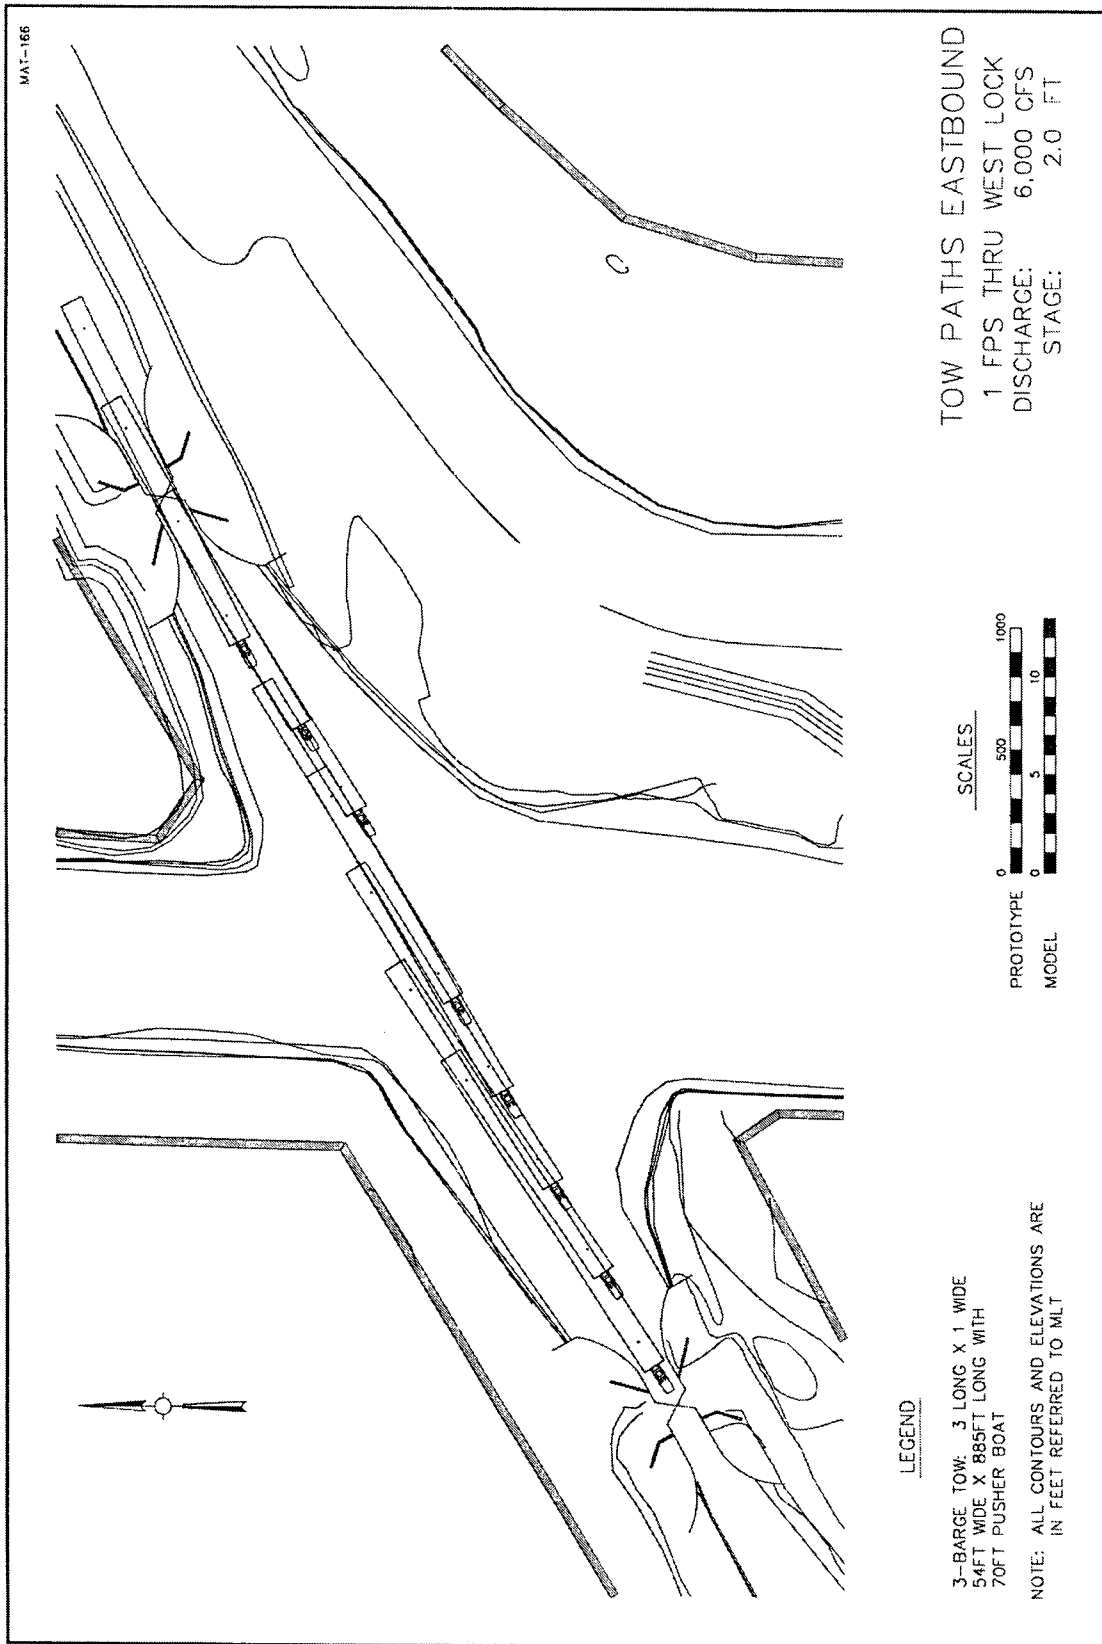 MAT-166
TOW PATHS EASTBOUND
1 FPS THRU WEST LOCK
DISCHARGE: 6,000 CFS
STAGE: 2.0 FT
SCALES
PROTOTYPE 0 500 1000
MODEL 0 5 10
LEGEND
3-BARGE TOW: 3 LONG X 1 WIDE
54FT WIDE X 885FT LONG WITH
70FT PUSHER BOAT
NOTE: ALL CONTOURS AND ELEVATIONS ARE
IN FEET REFERRED TO MLT